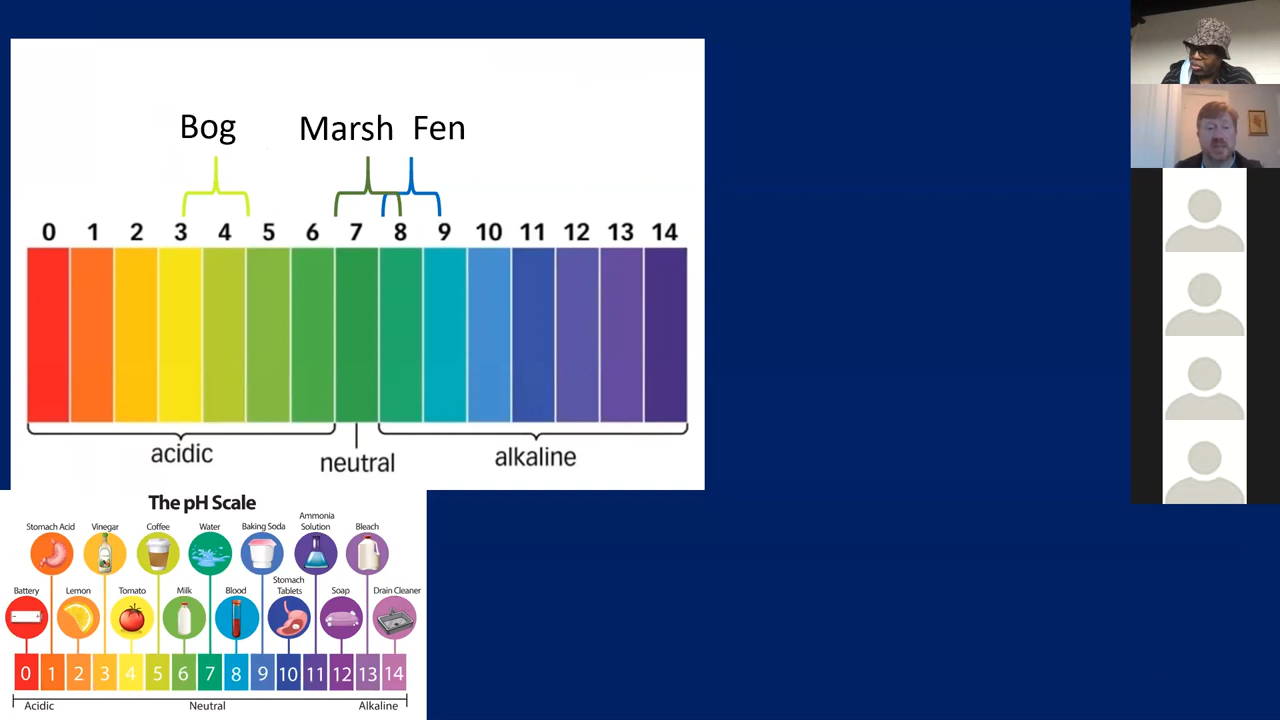 Bog Marsh Fen
0 1 2 3 4 5 6 7 8 9 10 11 12 13 14
acidic
neutral
alkaline
The pH Scale
Stomach Acid Vinegar Coffee Water Baking Soda Ammonia Solution Bleach
Battery Lemon Tomato Milk Blood Stomach Tablets Soap Drain Cleaner
0 1 2 3 4 5 6 7 8 9 10 11 12 13 14
Acidic Neutral Alkaline